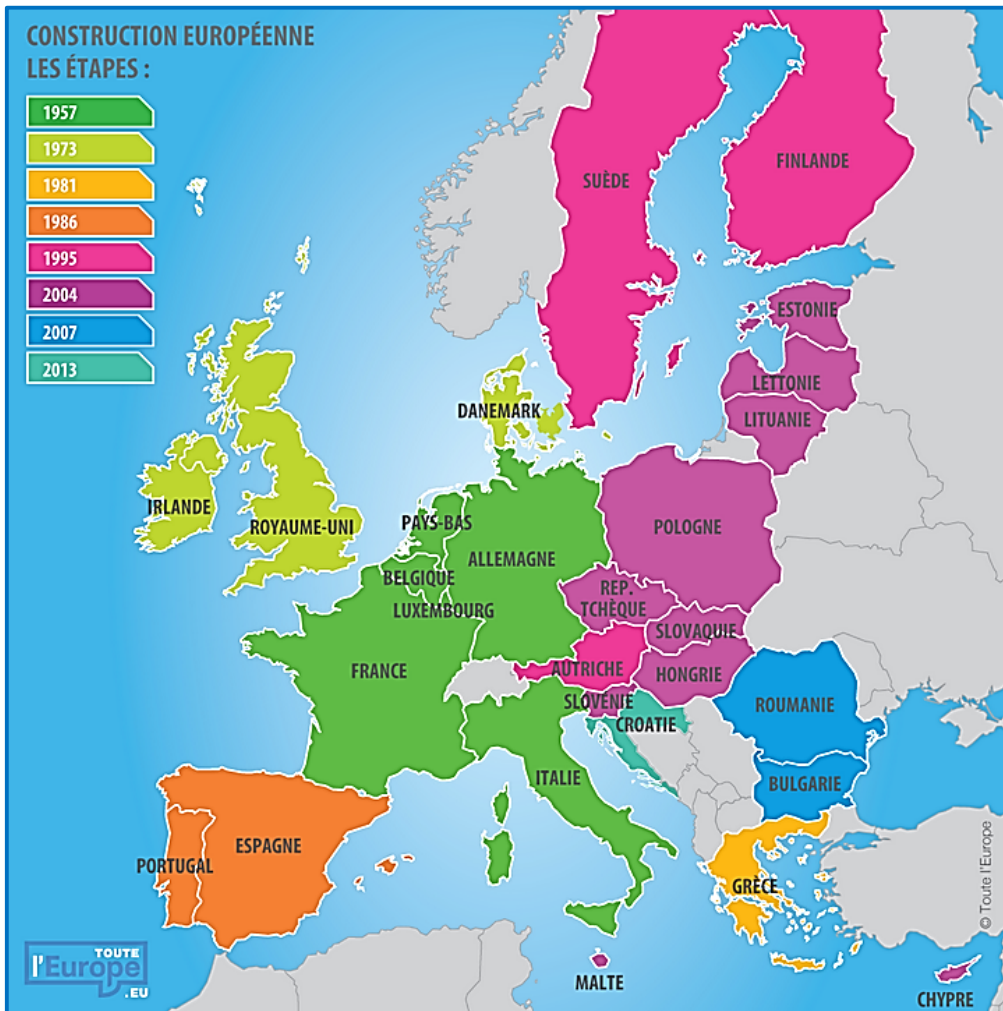 CONSTRUCTION EUROPÉENNE
LES ÉTAPES :
1957
1973
1981
1986
1995
2004
2007
2013
FINLANDE
SUÈDE
ESTONIE
LETTONIE
LITUANIE
DANEMARK
IRLANDE
ROYAUME-UNI
PAYS-BAS
POLOGNE
ALLEMAGNE
BELGIQUE
REP.
TCHÈQUE
LUXEMBOURG
SLOVAQUIE
FRANCE
AUTRICHE
HONGRIE
SLOVÉNIE
ROUMANIE
CROATIE
ITALIE
BULGARIE
ESPAGNE
PORTUGAL
GRÈCE
MALTE
CHYPRE
© Toute l'Europe
TOUTE
l'Europe
.EU